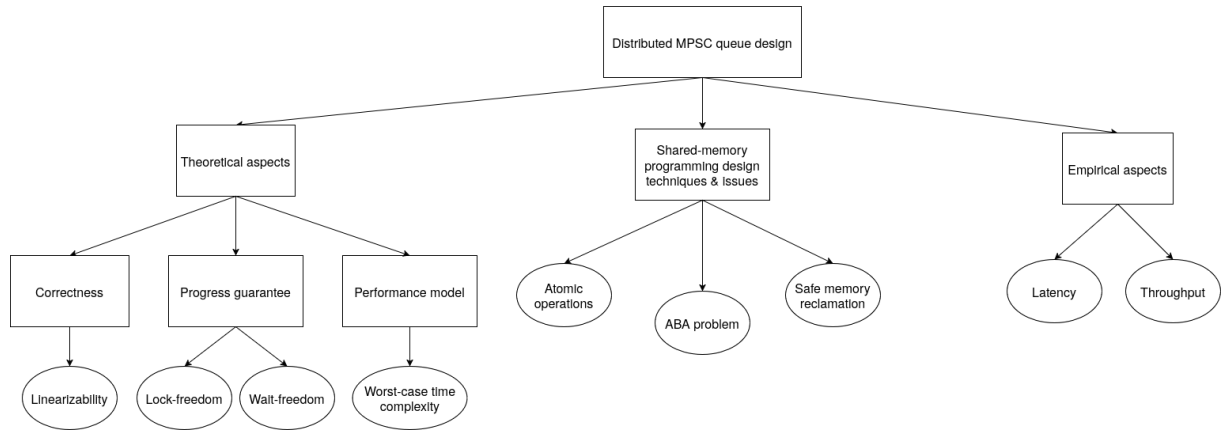 Distributed MPSC queue design
Theoretical aspects
Shared-memory
programming design
techniques & issues
Empirical aspects
Correctness
Progress guarantee
Performance model
Atomic
operations
ABA problem
Safe memory
reclamation
Latency
Throughput
Linearizability
Lock-freedom
Wait-freedom
Worst-case time
complexity